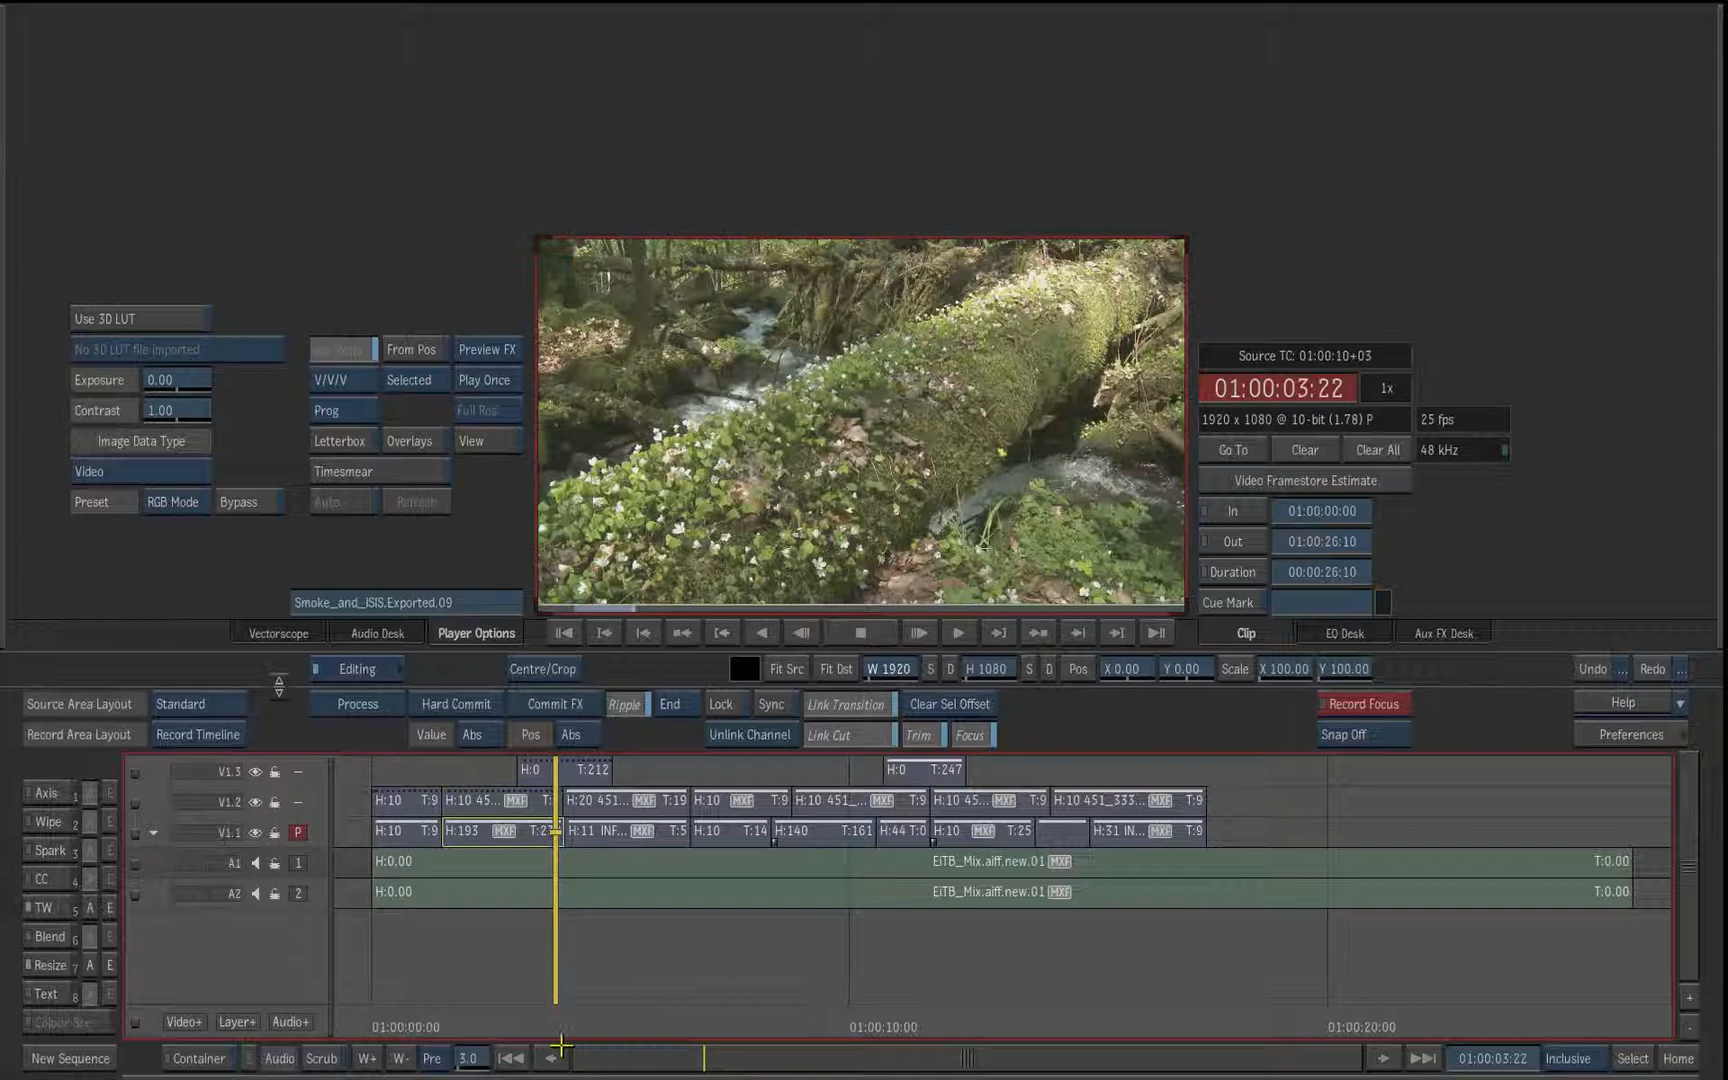 Use 3D LUT
No 3D LUT file imported
From Pos Preview FX
Exposure 0.00 V/V/V Selected Play Once
Contrast 1.00 Prog Full Res
Image Data Type Letterbox Overlays View
Video Timesmear
Preset RGB Mode Bypass Auto Refresh
Source TC: 01:00:10+03
01:00:03:22 1x
1920 x 1080 @ 10-bit (1.78) P 25 fps
Go To Clear Clear All 48 kHz
Video Framestore Estimate
In 01:00:00:00
Out 01:00:26:10
Duration 00:00:26:10
Smoke_and_ISIS.Exported.09 Cue Mark
Vectorscope Audio Desk Player Options Clip EQ Desk Aux FX Desk
Editing Centre/Crop Fit Src Fit Dst W 1920 S D H 1080 S D Pos X 0.00 Y 0.00 Scale X 100.00 Y 100.00 Undo ... Redo ...
Source Area Layout Standard Process Hard Commit Commit FX Ripple End Lock Sync Link Transition Clear Sel Offset Record Focus Help
Record Area Layout Record Timeline Value Abs Pos Abs Unlink Channel Link Cut Trim Focus Snap Off Preferences
V1.3 H:0 T:212 H:0 T:247
Axis 1 E
V1.2 H:10 T:9 H:10 45... MXF T: H:20 451... MXF T:19 H:10 MXF T:9 H:10 451_... MXF T:9 H:10 45... MXF T:9 H:10 451_333... MXF T:9
Wipe 2 E
V1.1 P H:10 T:9 H:193 MXF H:11 INF... MXF T:5 H:10 T:14 H:140 T:161 H:44 T:0 H:10 MXF T:25 H:31 IN... MXF T:9
Spark 3 E
A1 1 H:0.00 EiTB_Mix.aiff.new.01 MXF T:0.00
CC 4 E
A2 2 H:0.00 EiTB_Mix.aiff.new.01 MXF T:0.00
TW 5 A E
Blend 6 E
Resize 7 A E
Text 8 E
Video+ Layer+ Audio+ 01:00:00:00 01:00:10:00 01:00:20:00
New Sequence Container Audio Scrub W+ W- Pre 3.0 01:00:03:22 Inclusive Select Home